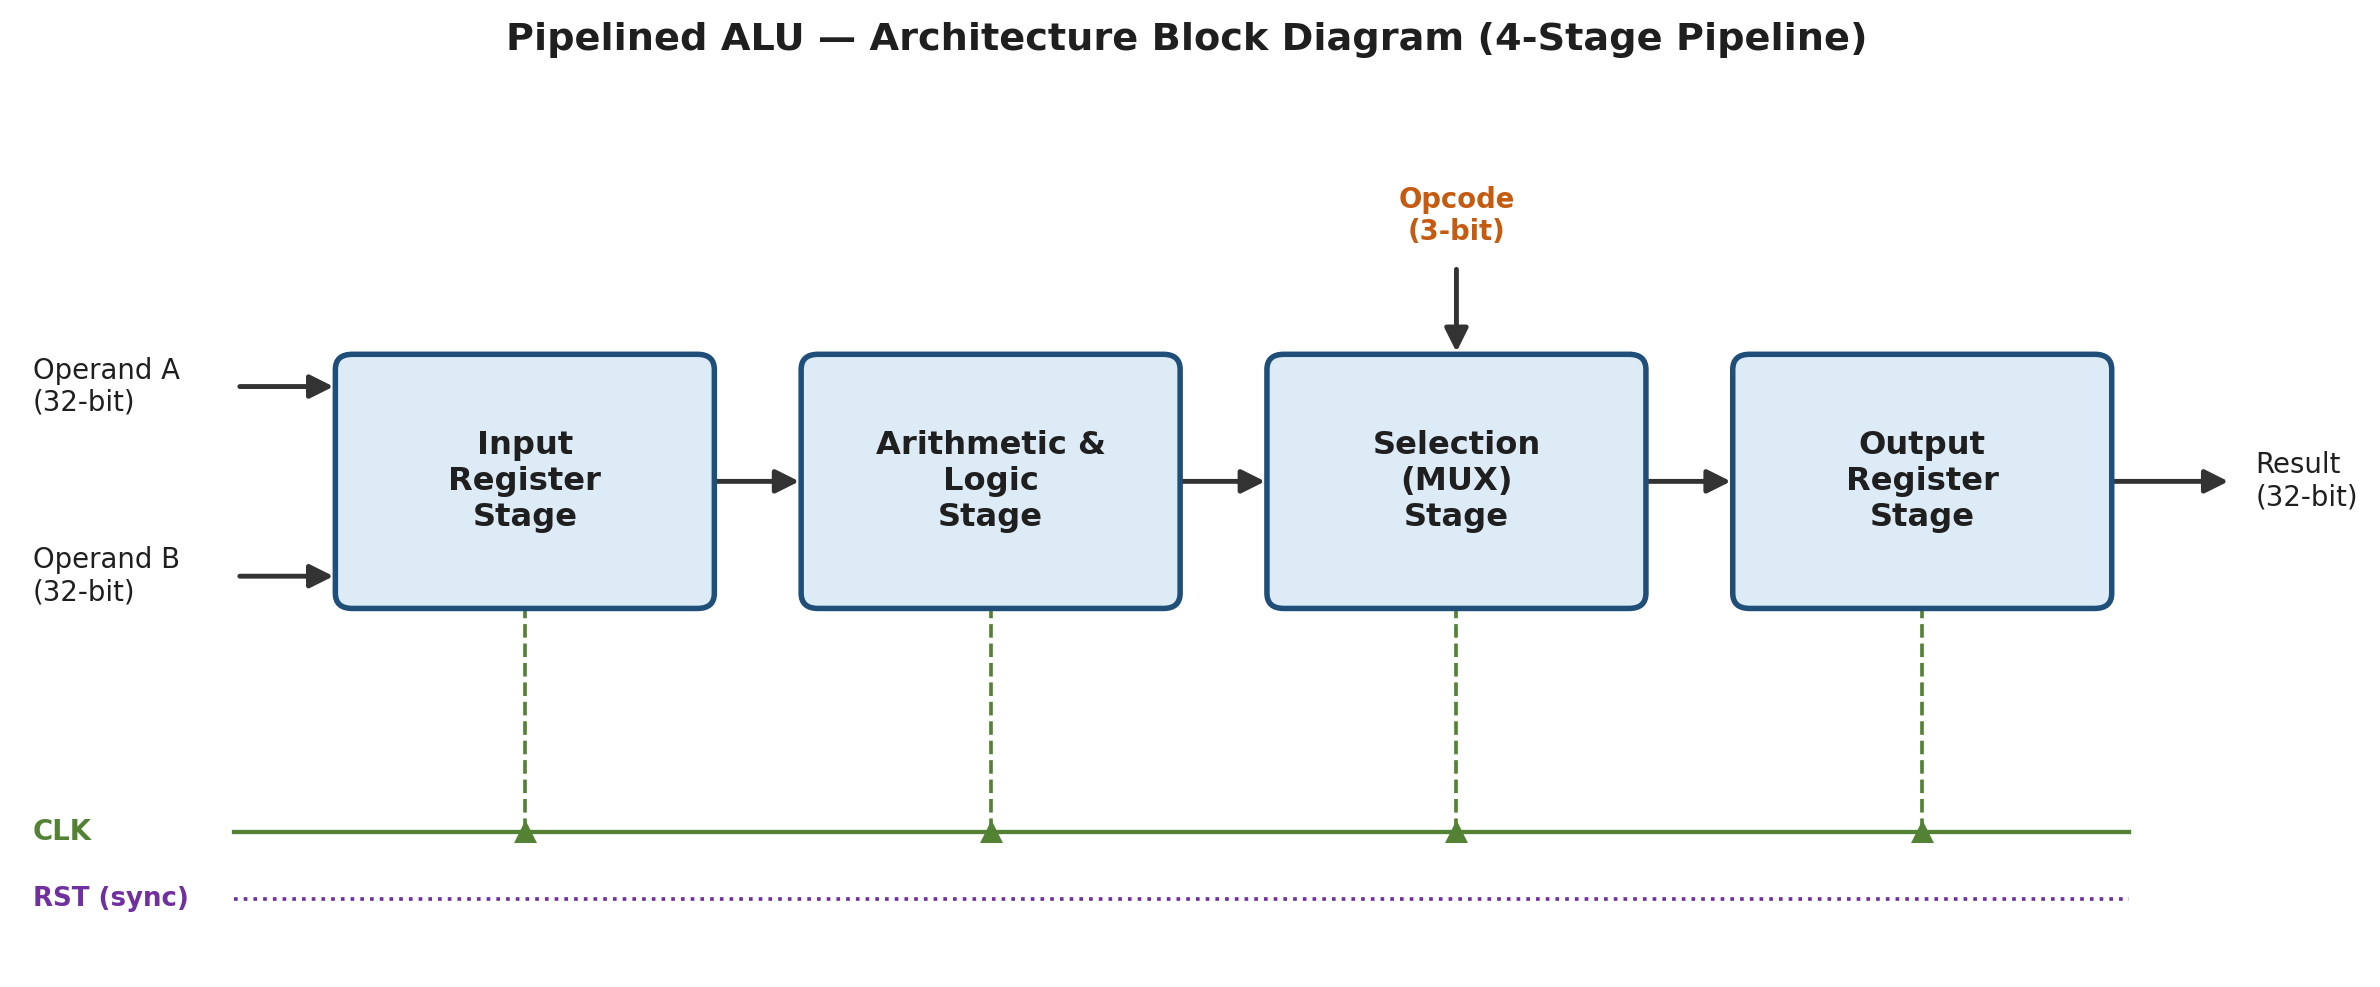 Pipelined ALU — Architecture Block Diagram (4-Stage Pipeline)
Opcode
(3-bit)
Operand A
(32-bit)
Operand B
(32-bit)
Input
Register
Stage
Arithmetic &
Logic
Stage
Selection
(MUX)
Stage
Output
Register
Stage
Result
(32-bit)
CLK
RST (sync)